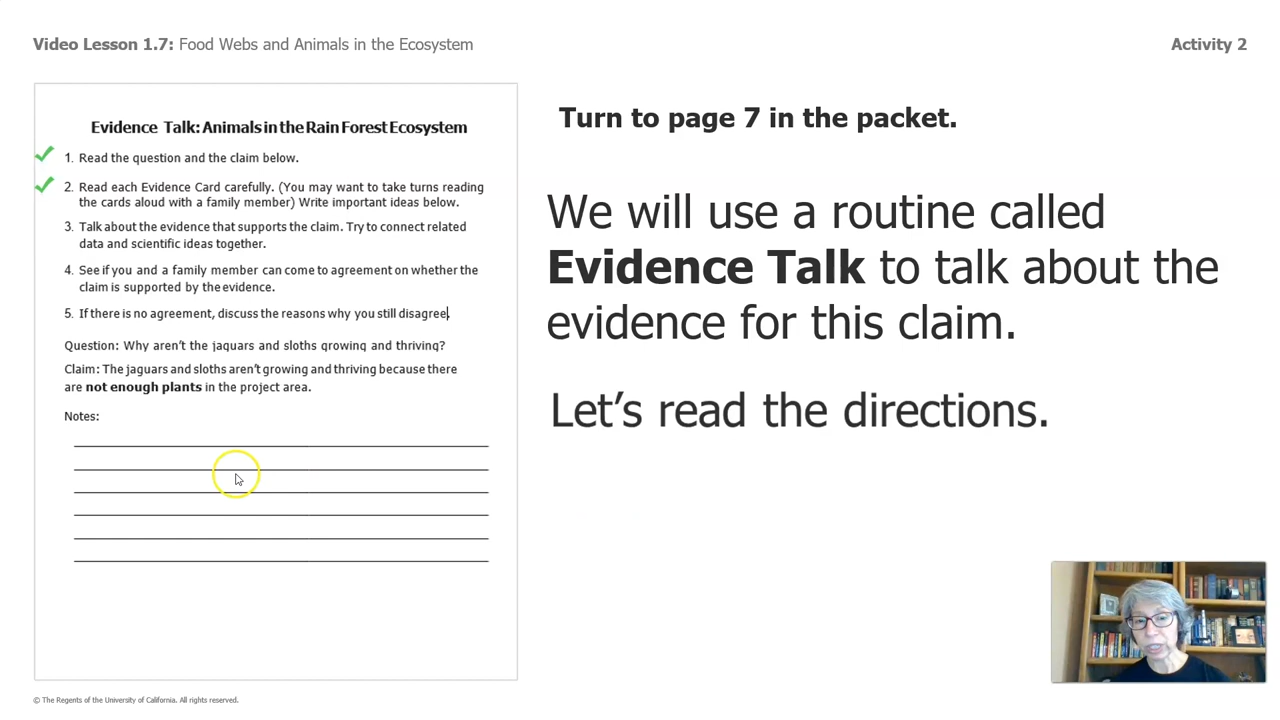 Video Lesson 1.7: Food Webs and Animals in the Ecosystem
Activity 2
Evidence Talk: Animals in the Rain Forest Ecosystem
1. Read the question and the claim below.
2. Read each Evidence Card carefully. (You may want to take turns reading
the cards aloud with a family member) Write important ideas below.
3. Talk about the evidence that supports the claim. Try to connect related
data and scientific ideas together.
4. See if you and a family member can come to agreement on whether the
claim is supported by the evidence.
5. If there is no agreement, discuss the reasons why you still disagree.
Question: Why aren't the jaguars and sloths growing and thriving?
Claim: The jaguars and sloths aren't growing and thriving because there
are not enough plants in the project area.
Notes:
Turn to page 7 in the packet.
We will use a routine called
Evidence Talk to talk about the
evidence for this claim.
Let's read the directions.
© The Regents of the University of California. All rights reserved.